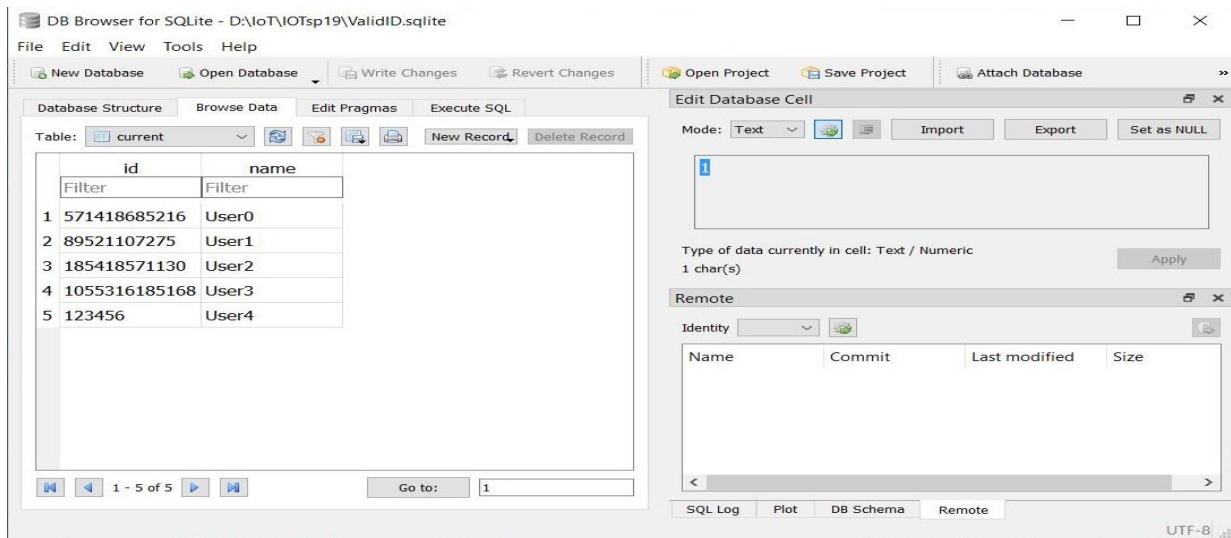 DB Browser for SQLite - D:\IoT\IOTsp19\ValidID.sqlite
File Edit View Tools Help
New Database Open Database Write Changes Revert Changes Open Project Save Project Attach Database »
Database Structure Browse Data Edit Pragmas Execute SQL
Table: current New Record Delete Record
id name
Filter Filter
1 571418685216 User0
2 89521107275 User1
3 185418571130 User2
4 1055316185168 User3
5 123456 User4
1 - 5 of 5 Go to: 1
Edit Database Cell
Mode: Text Import Export Set as NULL
1
Type of data currently in cell: Text / Numeric
1 char(s)
Apply
Remote
Identity
Name Commit Last modified Size
SQL Log Plot DB Schema Remote
UTF-8